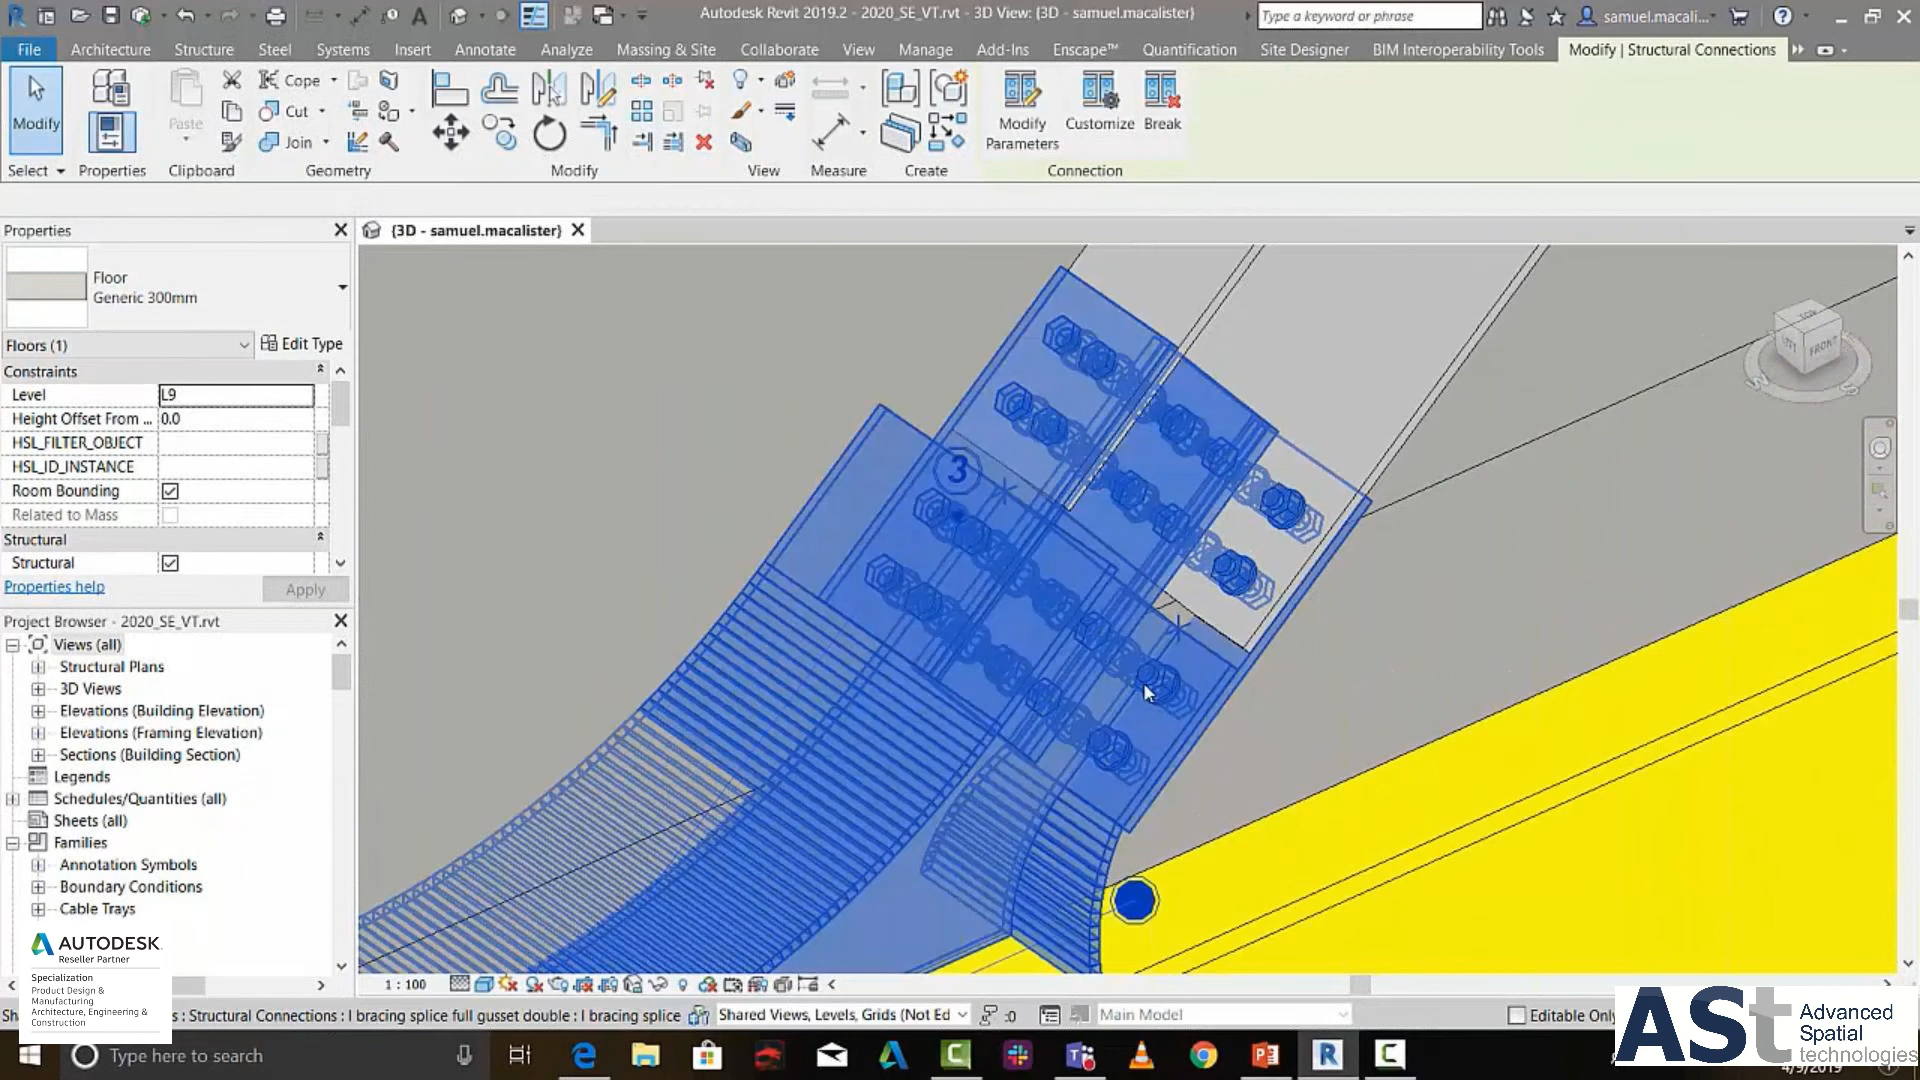 Autodesk Revit 2019.2 - 2020_SE_VT.rvt - 3D View: {3D - samuel.macalister}
Type a keyword or phrase
samuel.macali...
File Architecture Structure Steel Systems Insert Annotate Analyze Massing & Site Collaborate View Manage Add-Ins Enscape™ Quantification Site Designer BIM Interoperability Tools Modify | Structural Connections
Cope
Modify
Paste
Cut
Join
Modify Parameters
Customize
Break
Select Properties Clipboard Geometry Modify View Measure Create Connection
Properties
{3D - samuel.macalister}
Floor
Generic 300mm
Floors (1)
Edit Type
Constraints
Level L9
Height Offset From ... 0.0
HSL_FILTER_OBJECT
HSL_ID_INSTANCE
Room Bounding
Related to Mass
Structural
Structural
Properties help
Apply
Project Browser - 2020_SE_VT.rvt
Views (all)
Structural Plans
3D Views
Elevations (Building Elevation)
Elevations (Framing Elevation)
Sections (Building Section)
Legends
Schedules/Quantities (all)
Sheets (all)
Families
Annotation Symbols
Boundary Conditions
Cable Trays
3
TOP
LEFT
FRONT
W
S
AUTODESK
Reseller Partner
Specialization
Product Design &
Manufacturing
Architecture, Engineering &
Construction
1 : 100
: Structural Connections : I bracing splice full gusset double : I bracing splice
Shared Views, Levels, Grids (Not Ed
:0
Main Model
Editable Only
ASt Advanced
Spatial
technologies
Type here to search
4/9/2019